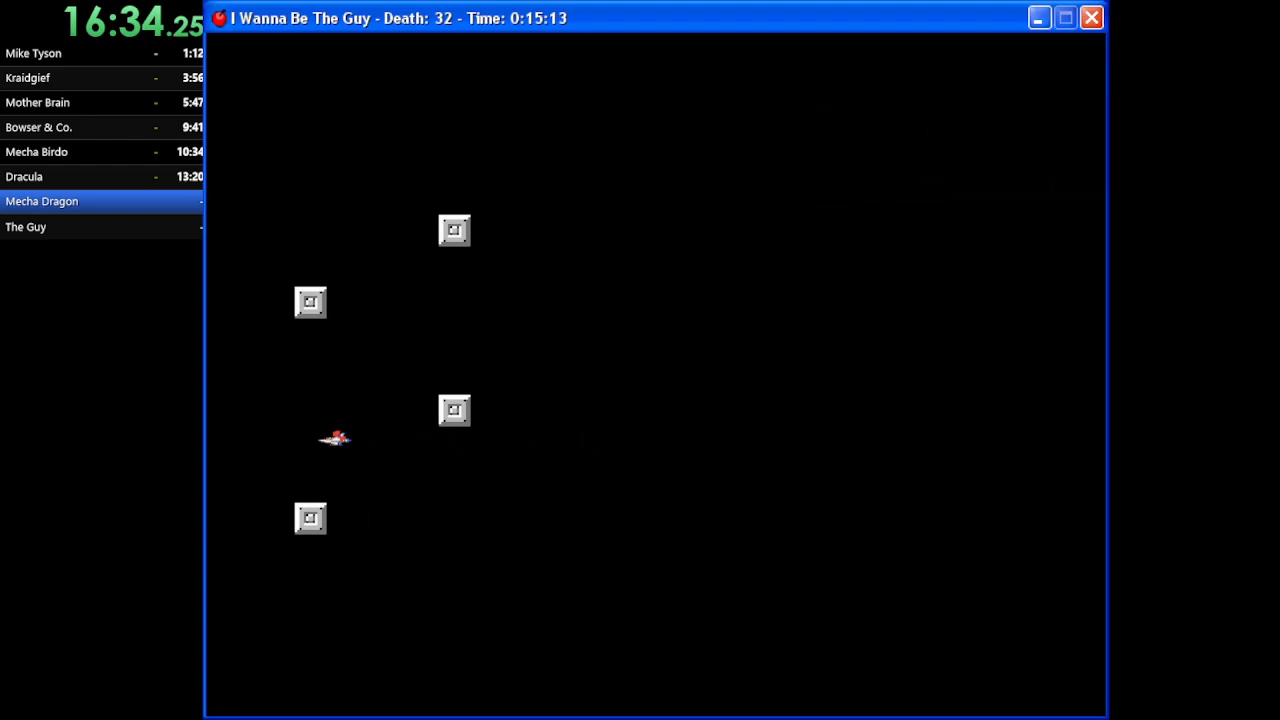 16:34.25
I Wanna Be The Guy - Death: 32 - Time: 0:15:13
Mike Tyson - 1:12
Kraidgief - 3:56
Mother Brain - 5:47
Bowser & Co. - 9:41
Mecha Birdo - 10:34
Dracula - 13:20
Mecha Dragon -
The Guy -